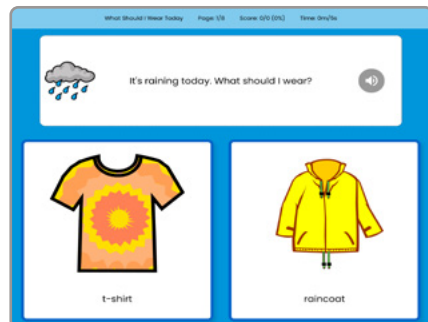 What Should I Wear Today Page: 1/8 Score: 0/0 (0%) Time: 0m/5s
It's raining today. What should I wear?
t-shirt
raincoat